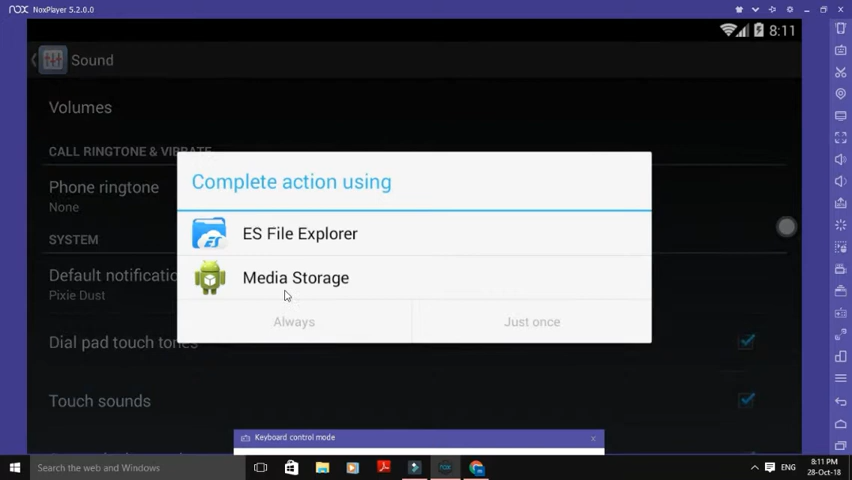 nox NoxPlayer 5.2.0.0
8:11
Sound
Volumes
CALL RINGTONE & VIBRATE
Phone ringtone
None
SYSTEM
Default notificatio
Pixie Dust
Dial pad touch tones
Touch sounds
Complete action using
ES File Explorer
Media Storage
Always
Just once
Keyboard control mode
Search the web and Windows
ENG
8:11 PM
28-Oct-18